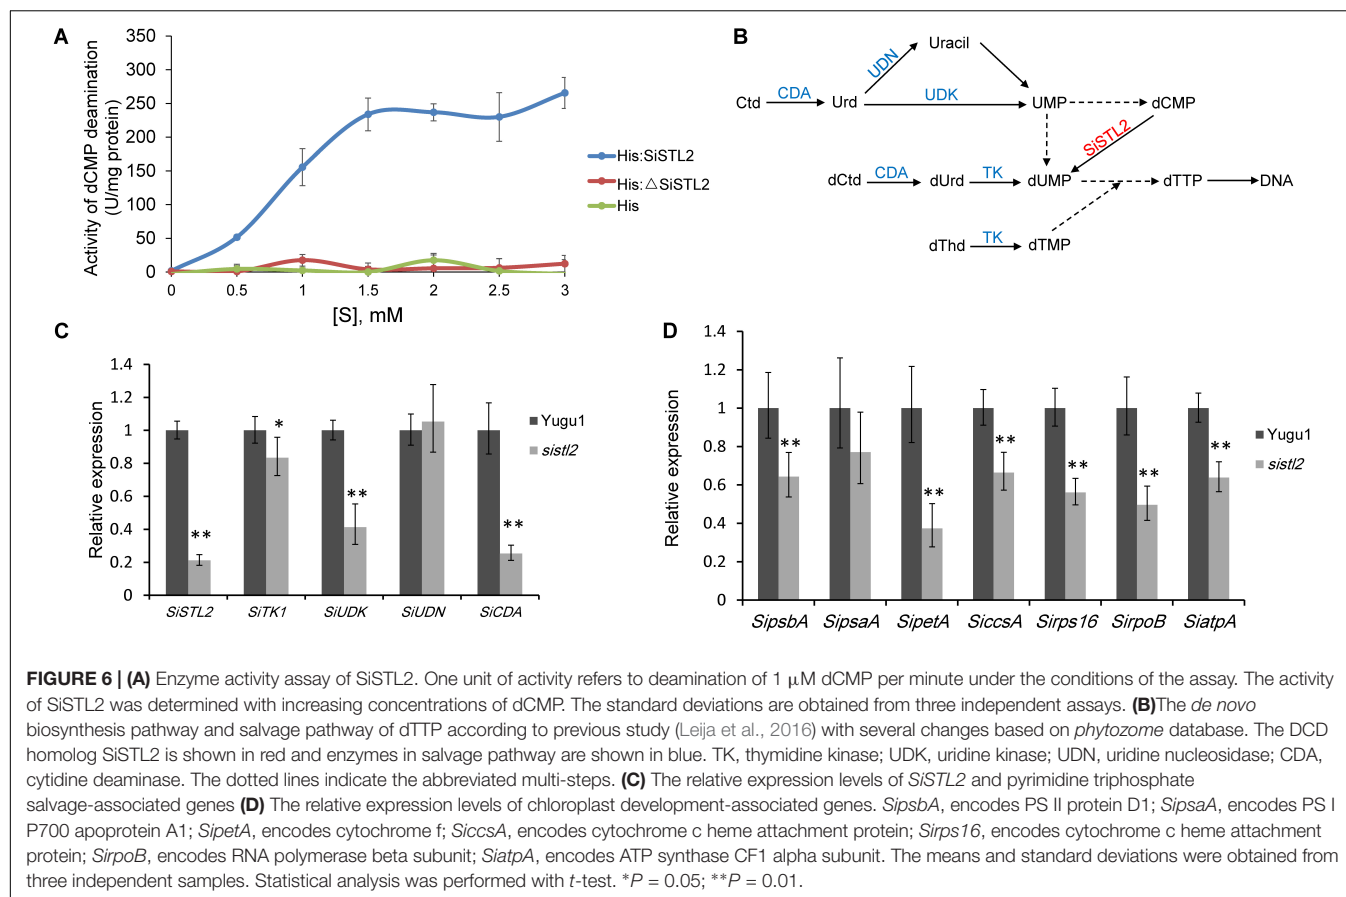 A
350
300
250
200
150
100
50
0
Activity of dCMP deamination
(U/mg protein)
0 0.5 1 1.5 2 2.5 3
[S], mM
His:SiSTL2
His:△SiSTL2
His
B
Uracil
UDN
Ctd CDA Urd UDK UMP dCMP
SiSTL2
dCtd CDA dUrd TK dUMP dTTP DNA
dThd TK dTMP
C
1.4
1.2
1
0.8
0.6
0.4
0.2
0
Relative expression
** * ** **
SiSTL2 SiTK1 SiUDK SiUDN SiCDA
Yugu1
sistl2
D
1.4
1.2
1
0.8
0.6
0.4
0.2
0
Relative expression
** ** ** ** ** **
SipsbA SipsaA SipetA SiccsA Sirps16 SirpoB SiatpA
Yugu1
sistl2
FIGURE 6 | (A) Enzyme activity assay of SiSTL2. One unit of activity refers to deamination of 1 μM dCMP per minute under the conditions of the assay. The activity
of SiSTL2 was determined with increasing concentrations of dCMP. The standard deviations are obtained from three independent assays. (B)The de novo
biosynthesis pathway and salvage pathway of dTTP according to previous study (Leija et al., 2016) with several changes based on phytozome database. The DCD
homolog SiSTL2 is shown in red and enzymes in salvage pathway are shown in blue. TK, thymidine kinase; UDK, uridine kinase; UDN, uridine nucleosidase; CDA,
cytidine deaminase. The dotted lines indicate the abbreviated multi-steps. (C) The relative expression levels of SiSTL2 and pyrimidine triphosphate
salvage-associated genes (D) The relative expression levels of chloroplast development-associated genes. SipsbA, encodes PS II protein D1; SipsaA, encodes PS I
P700 apoprotein A1; SipetA, encodes cytochrome f; SiccsA, encodes cytochrome c heme attachment protein; Sirps16, encodes cytochrome c heme attachment
protein; SirpoB, encodes RNA polymerase beta subunit; SiatpA, encodes ATP synthase CF1 alpha subunit. The means and standard deviations were obtained from
three independent samples. Statistical analysis was performed with t-test. *P = 0.05; **P = 0.01.